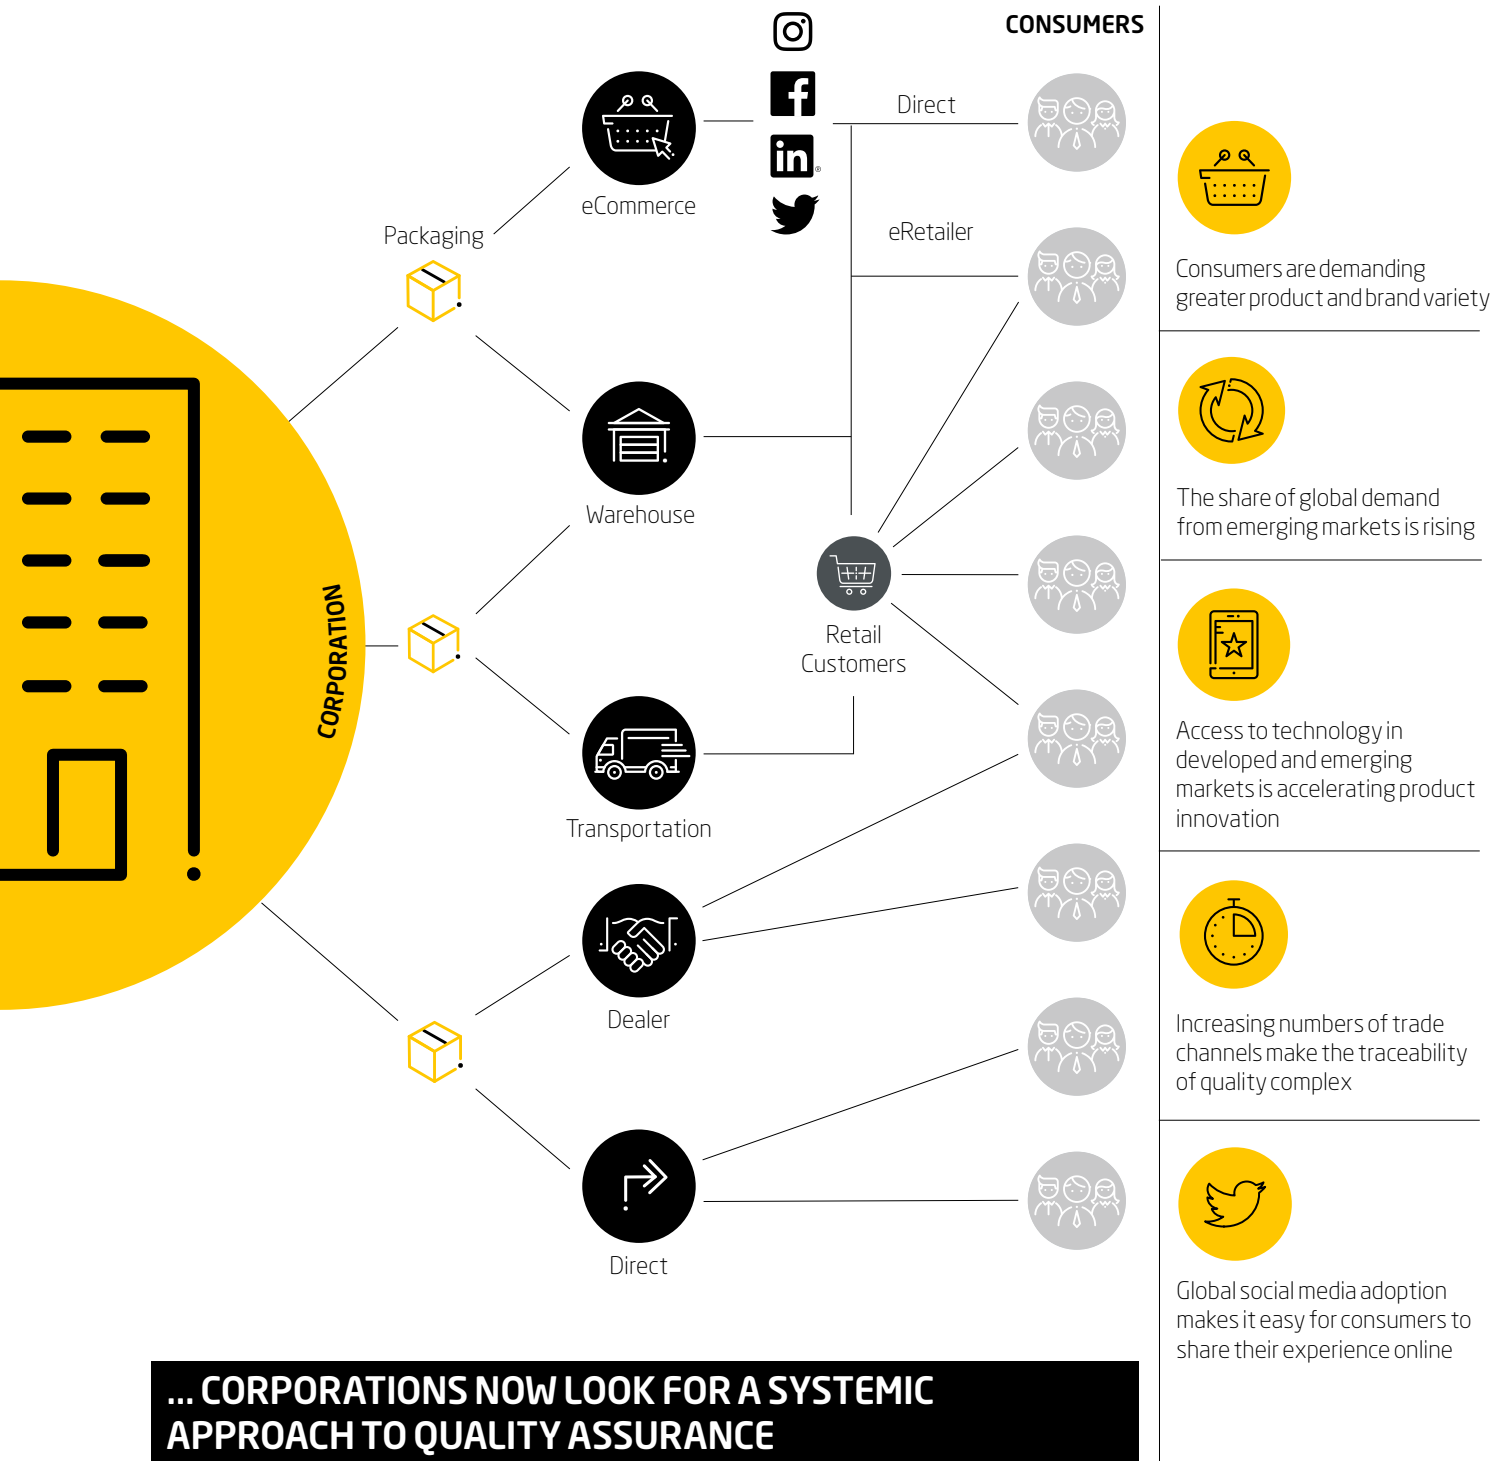 CONSUMERS
Direct
eCommerce
in
®
Packaging
eRetailer
Warehouse
CORPORATION
Retail
Customers
Transportation
Dealer
Direct
Consumers are demanding
greater product and brand variety
The share of global demand
from emerging markets is rising
Access to technology in
developed and emerging
markets is accelerating product
innovation
Increasing numbers of trade
channels make the traceability
of quality complex
Global social media adoption
makes it easy for consumers to
share their experience online
... CORPORATIONS NOW LOOK FOR A SYSTEMIC
APPROACH TO QUALITY ASSURANCE